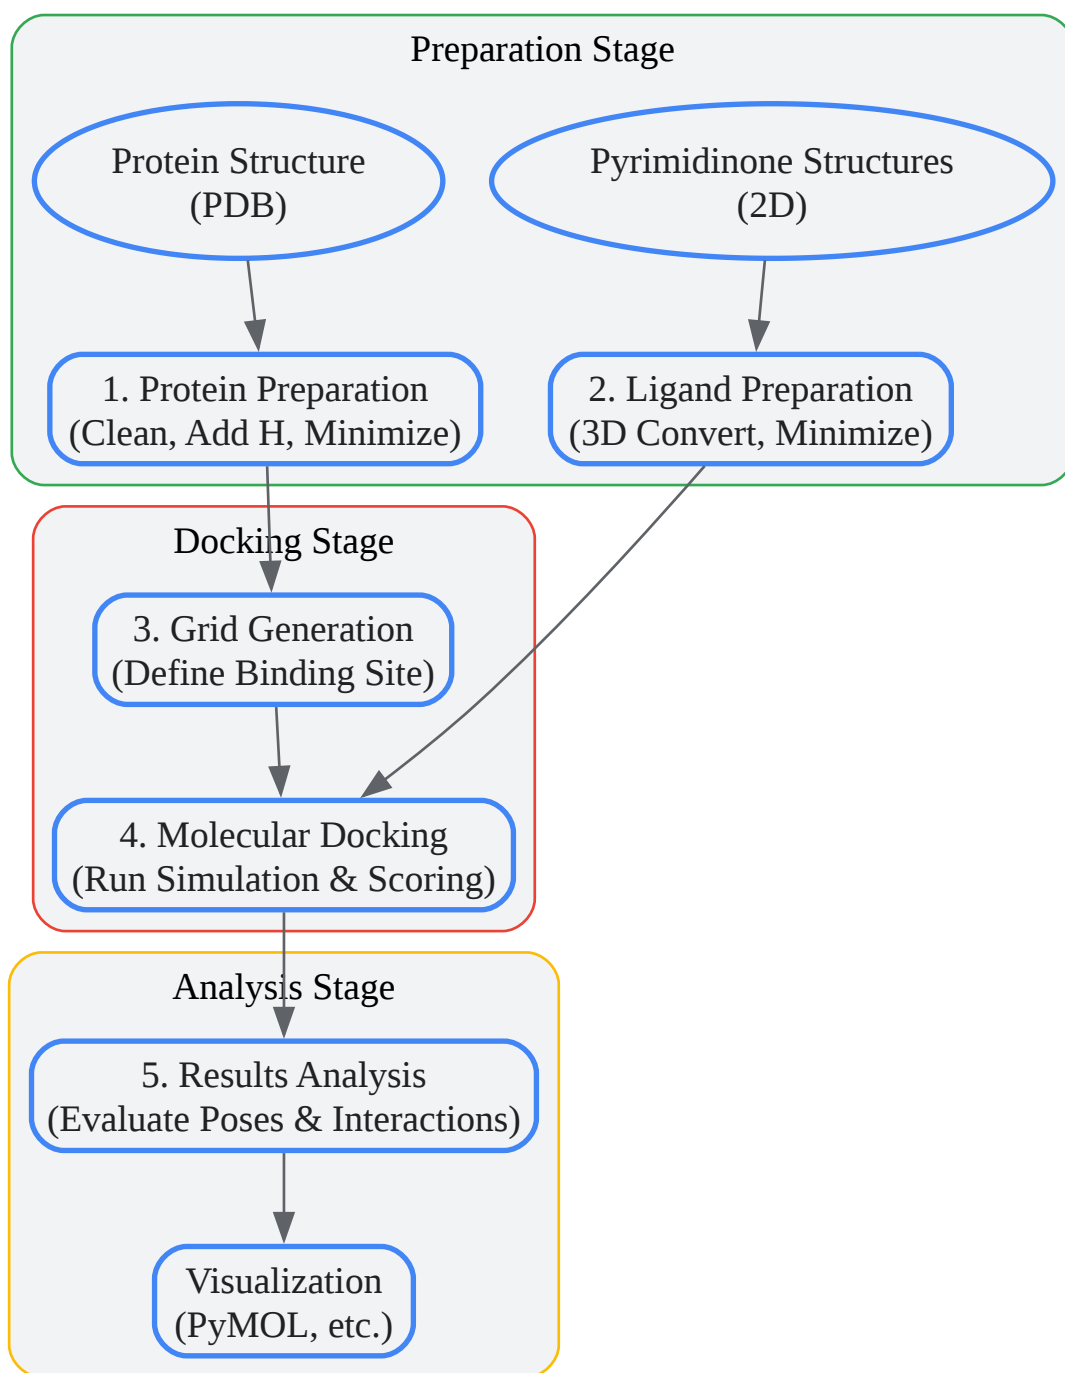 Preparation Stage
Protein Structure
(PDB)
Pyrimidinone Structures
(2D)
1. Protein Preparation
(Clean, Add H, Minimize)
2. Ligand Preparation
(3D Convert, Minimize)
Docking Stage
3. Grid Generation
(Define Binding Site)
4. Molecular Docking
(Run Simulation & Scoring)
Analysis Stage
5. Results Analysis
(Evaluate Poses & Interactions)
Visualization
(PyMOL, etc.)